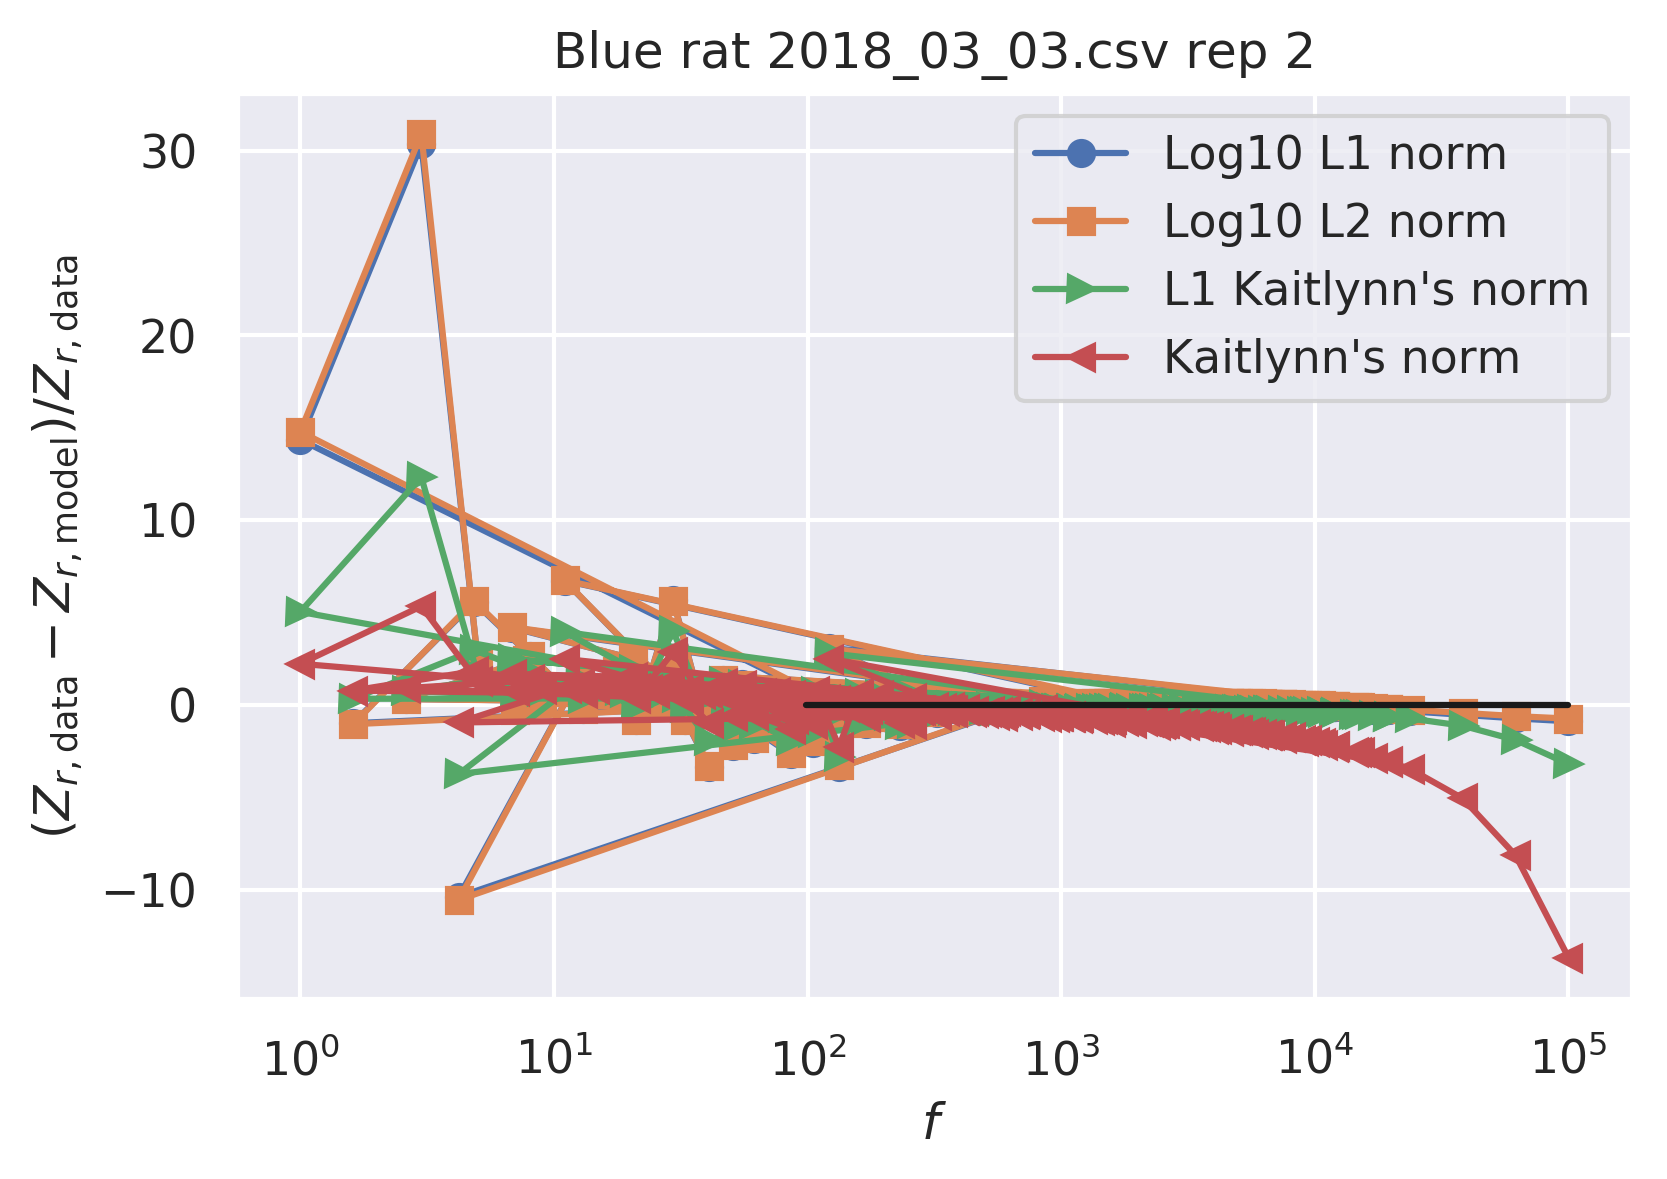 Blue rat 2018_03_03.csv rep 2
(Z_{r, data} − Z_{r, model})/Z_{r, data}
30
20
10
0
−10
Log10 L1 norm
Log10 L2 norm
L1 Kaitlynn's norm
Kaitlynn's norm
10^0 10^1 10^2 10^3 10^4 10^5
f